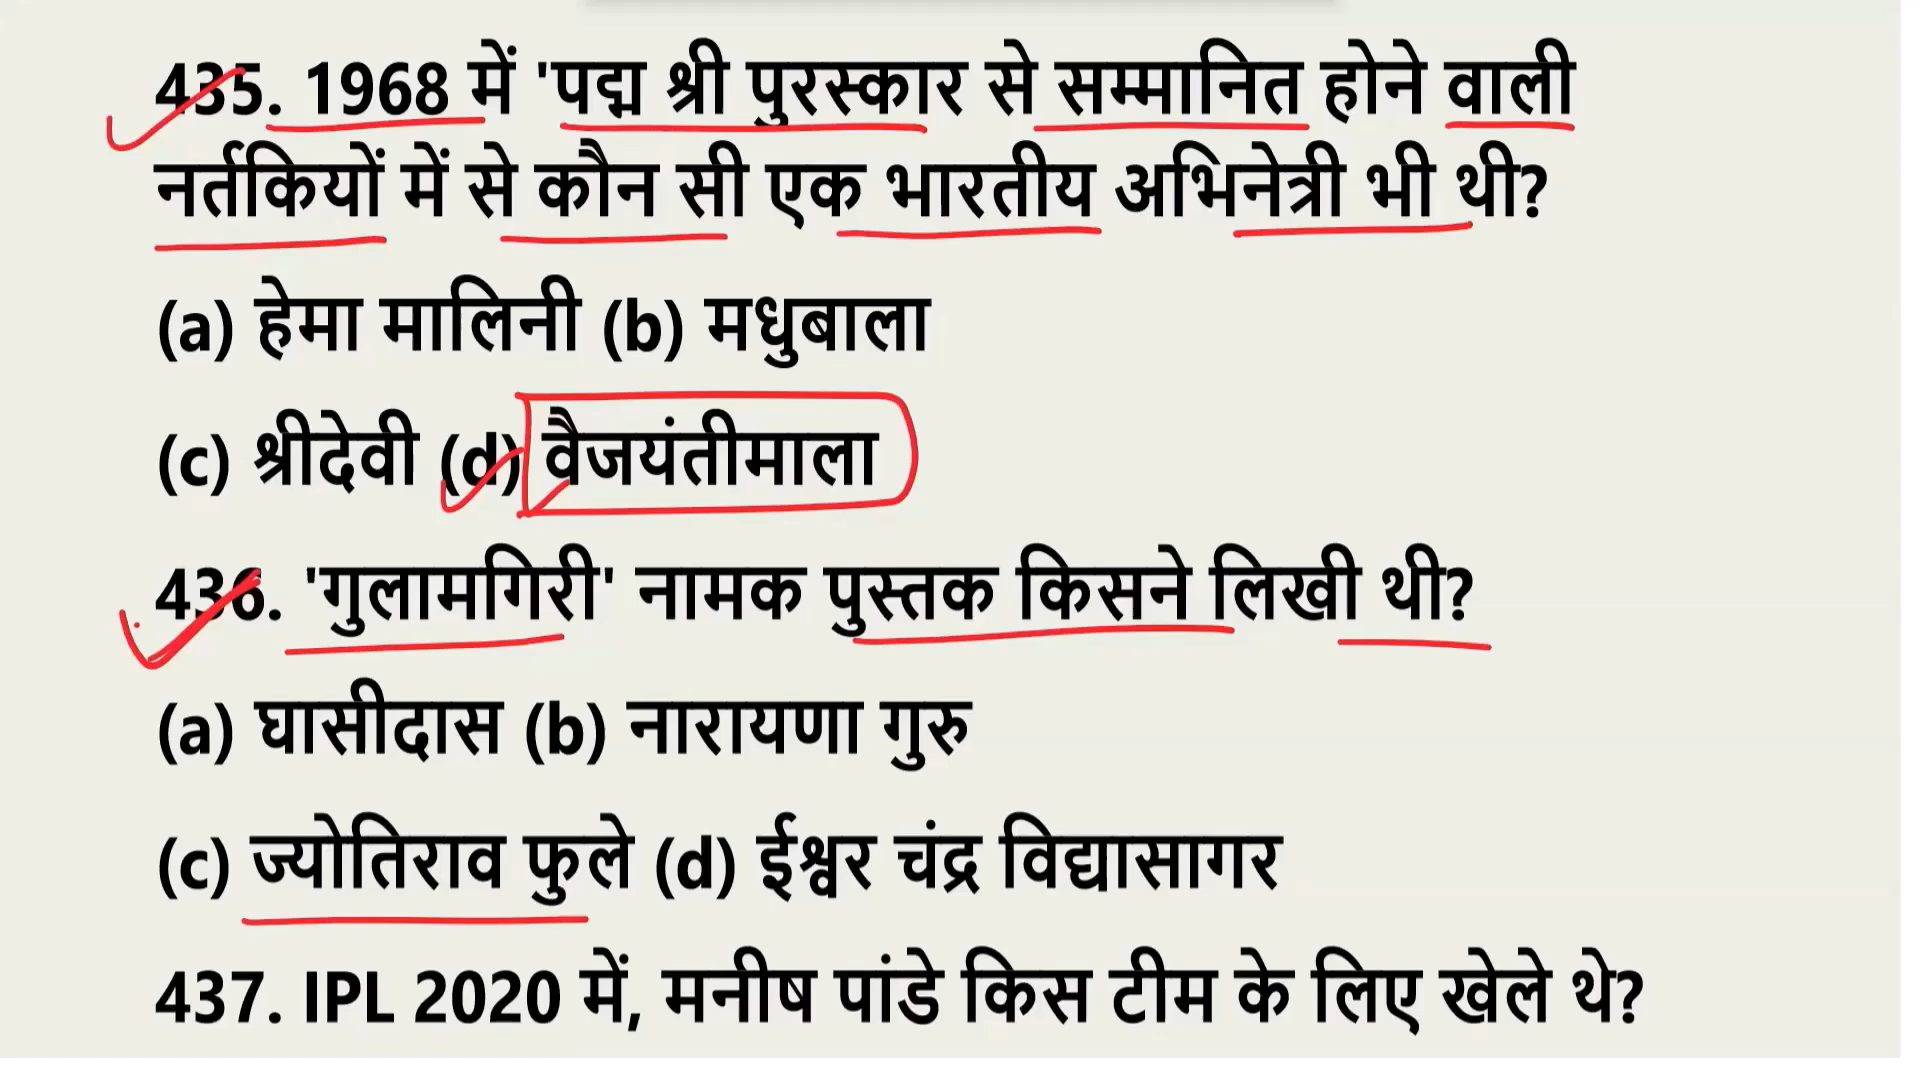 435. 1968 में 'पद्म श्री पुरस्कार से सम्मानित होने वाली
नर्तकियों में से कौन सी एक भारतीय अभिनेत्री भी थी?
(a) हेमा मालिनी (b) मधुबाला
(c) श्रीदेवी (d) वैजयंतीमाला
436. 'गुलामगिरी' नामक पुस्तक किसने लिखी थी?
(a) घासीदास (b) नारायणा गुरु
(c) ज्योतिराव फुले (d) ईश्वर चंद्र विद्यासागर
437. IPL 2020 में, मनीष पांडे किस टीम के लिए खेले थे?